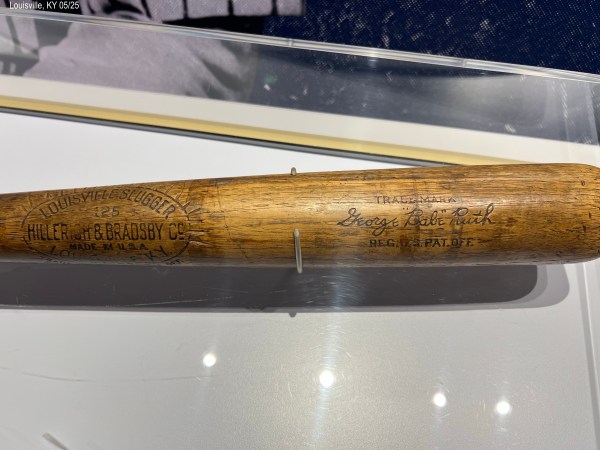 Louisville, KY 05/25
LOUISVILLE SLUGGER
125
HILLERICH & BRADSBY Co
MADE IN U.S.A.
TRADE MARK
George "Babe" Ruth
REG. U.S. PAT. OFF.